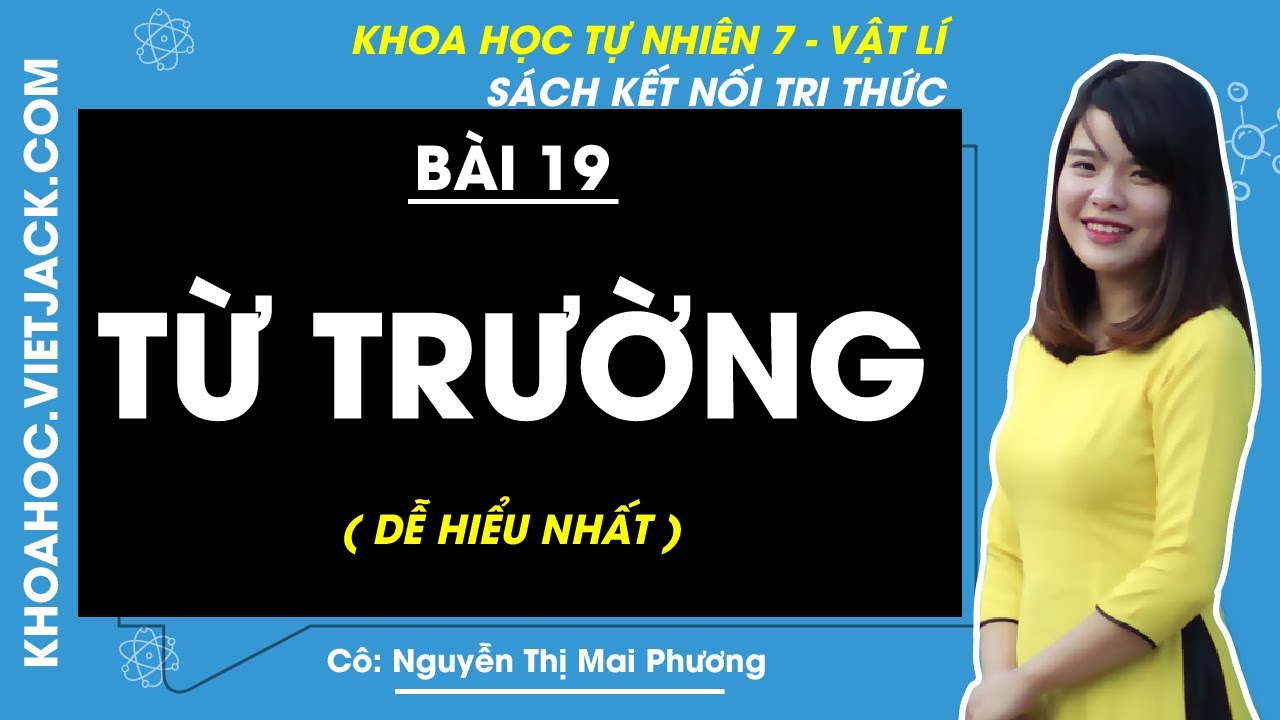 KHOA HỌC TỰ NHIÊN 7 - VẬT LÍ
SÁCH KẾT NỐI TRI THỨC
KHOAHOC.VIETJACK.COM
BÀI 19
TỪ TRƯỜNG
( DỄ HIỂU NHẤT )
Cô: Nguyễn Thị Mai Phương